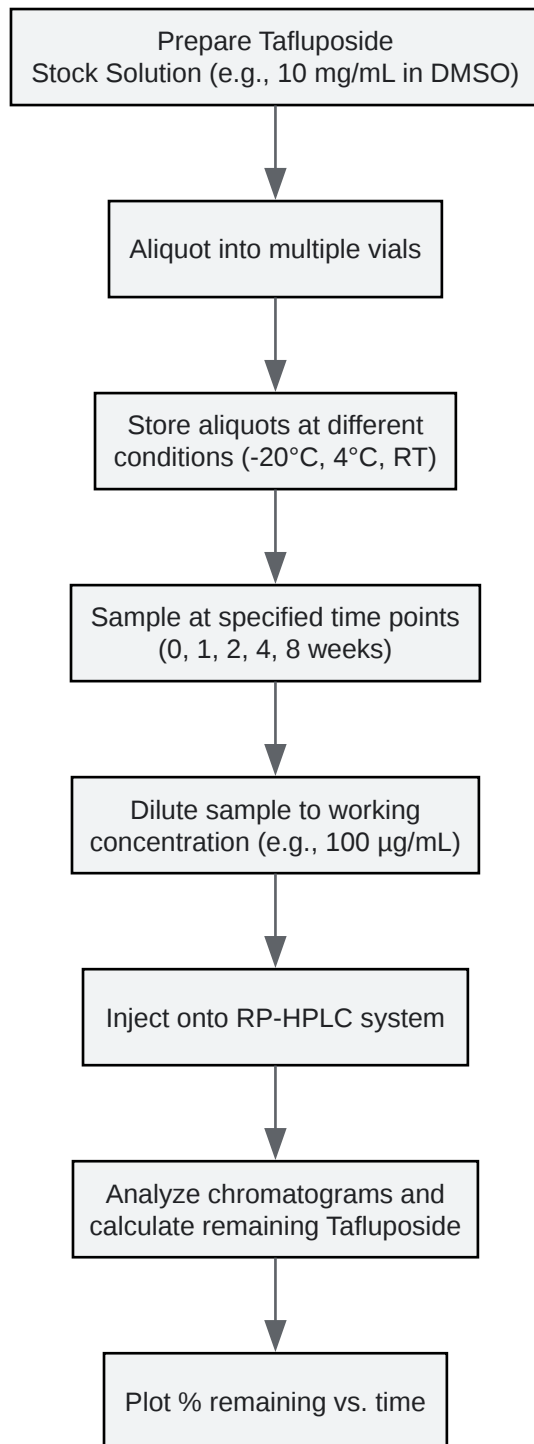 Prepare Tafluposide
Stock Solution (e.g., 10 mg/mL in DMSO)
Aliquot into multiple vials
Store aliquots at different
conditions (-20°C, 4°C, RT)
Sample at specified time points
(0, 1, 2, 4, 8 weeks)
Dilute sample to working
concentration (e.g., 100 µg/mL)
Inject onto RP-HPLC system
Analyze chromatograms and
calculate remaining Tafluposide
Plot % remaining vs. time